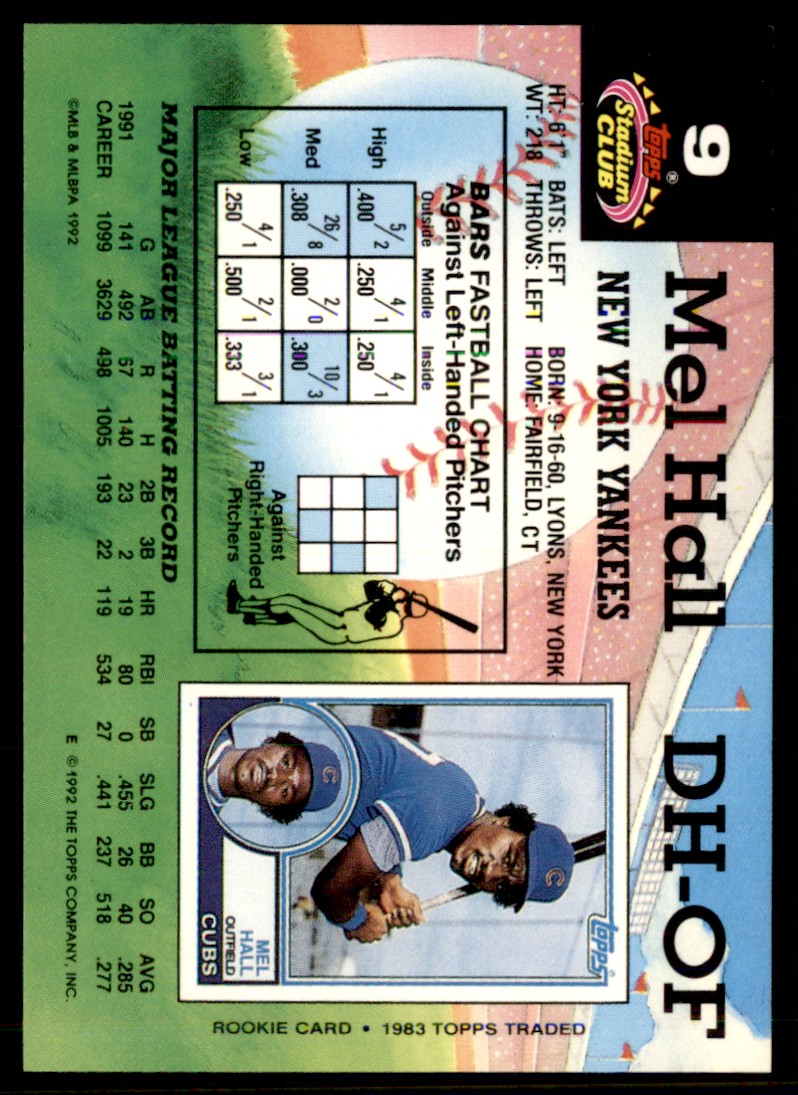 9
Mel Hall DH-OF
topps®
Stadium
CLUB
NEW YORK YANKEES
HT: 6'1" BATS: LEFT BORN: 9-16-60, LYONS, NEW YORK
WT: 218 THROWS: LEFT HOME: FAIRFIELD, CT
BARS FASTBALL CHART
Against Left-Handed Pitchers
Outside Middle Inside
High 5/2 .400 4/1 .250 4/1 .250
Med 26/8 .308 2/0 .000 10/3 .300
Low 4/1 .250 2/1 .500 3/1 .333
Against
Right-Handed
Pitchers
topps
MEL
HALL
OUTFIELD
CUBS
C
C
ROOKIE CARD • 1983 TOPPS TRADED
MAJOR LEAGUE BATTING RECORD
G AB R H 2B 3B HR RBI SB SLG BB SO AVG
1991 141 492 67 140 23 2 19 80 0 .455 26 40 .285
CAREER 1099 3629 498 1005 193 22 119 534 27 .441 237 518 .277
©MLB & MLBPA 1992
E ©1992 THE TOPPS COMPANY, INC.